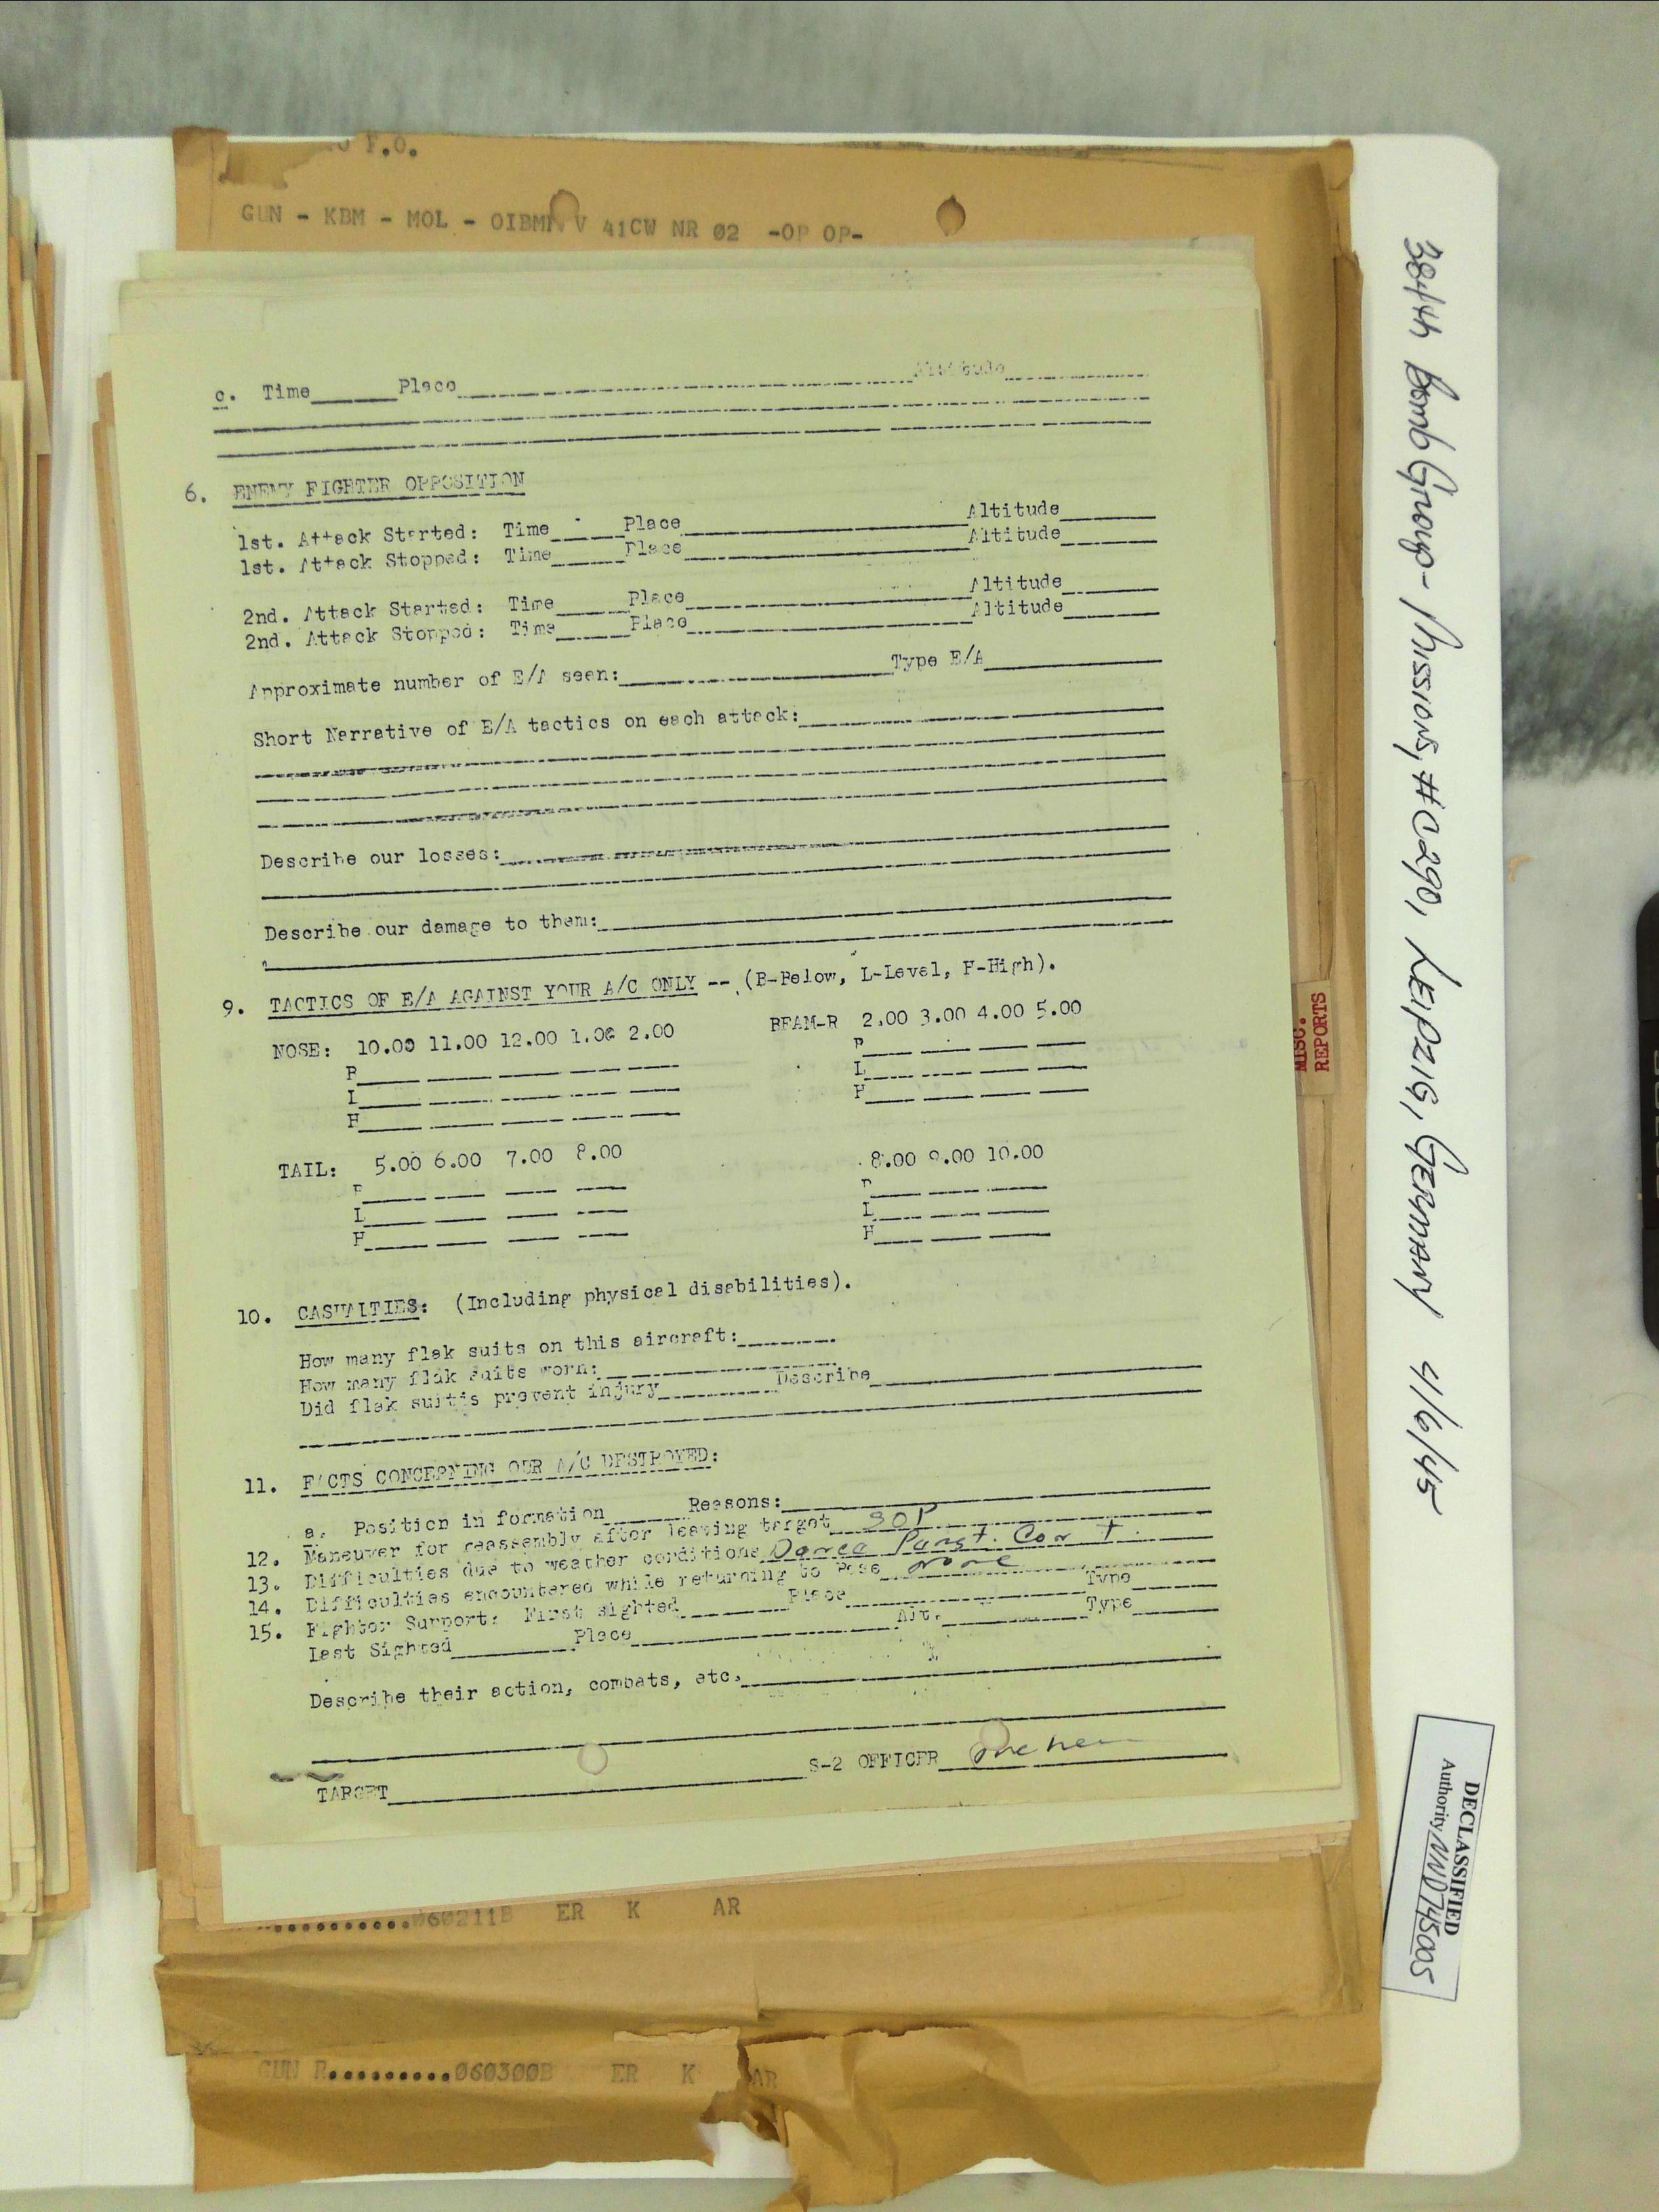 F.O.
GUN - KBM - MOL - OIBMN V 41CW NR 02 -OP OP-
c. Time Place Altitude
6. ENEMY FIGHTER OPPOSITION
1st. Attack Started: Time Place Altitude
1st. Attack Stopped: Time Place Altitude
2nd. Attack Started: Time Place Altitude
2nd. Attack Stopped: Time Place Altitude
Approximate number of E/A seen: Type E/A
Short Narrative of E/A tactics on each attack:
Describe our losses:
Describe our damage to them:
9. TACTICS OF E/A AGAINST YOUR A/C ONLY -- (B-Below, L-Level, H-High).
NOSE: 10.00 11.00 12.00 1.00 2.00 BEAM-R 2.00 3.00 4.00 5.00
B B
L L
H H
TAIL: 5.00 6.00 7.00 8.00 8.00 9.00 10.00
B B
L L
H H
10. CASUALTIES: (Including physical disabilities).
How many flak suits on this aircraft:
How many flak suits worn:
Did flak suits prevent injury Describe
11. FACTS CONCERNING OUR A/C DESTROYED:
a. Position in formation Reasons:
12. Maneuver for reassembly after leaving target SOP
13. Difficulties due to weather conditions Dense Persist. Con T.
14. Difficulties encountered while returning to Base none
15. Fighter Support: First sighted Place Type
Last Sighted Place Alt. Type
Describe their action, combats, etc.
TARGET S-2 OFFICER
060211B ER K AR
GUN R..........060300B ER K AR
MISC.
REPORTS
384th Bomb Group - Missions, #290, LEIPZIG, GERMANY 4/6/45
DECLASSIFIED
Authority NND745005